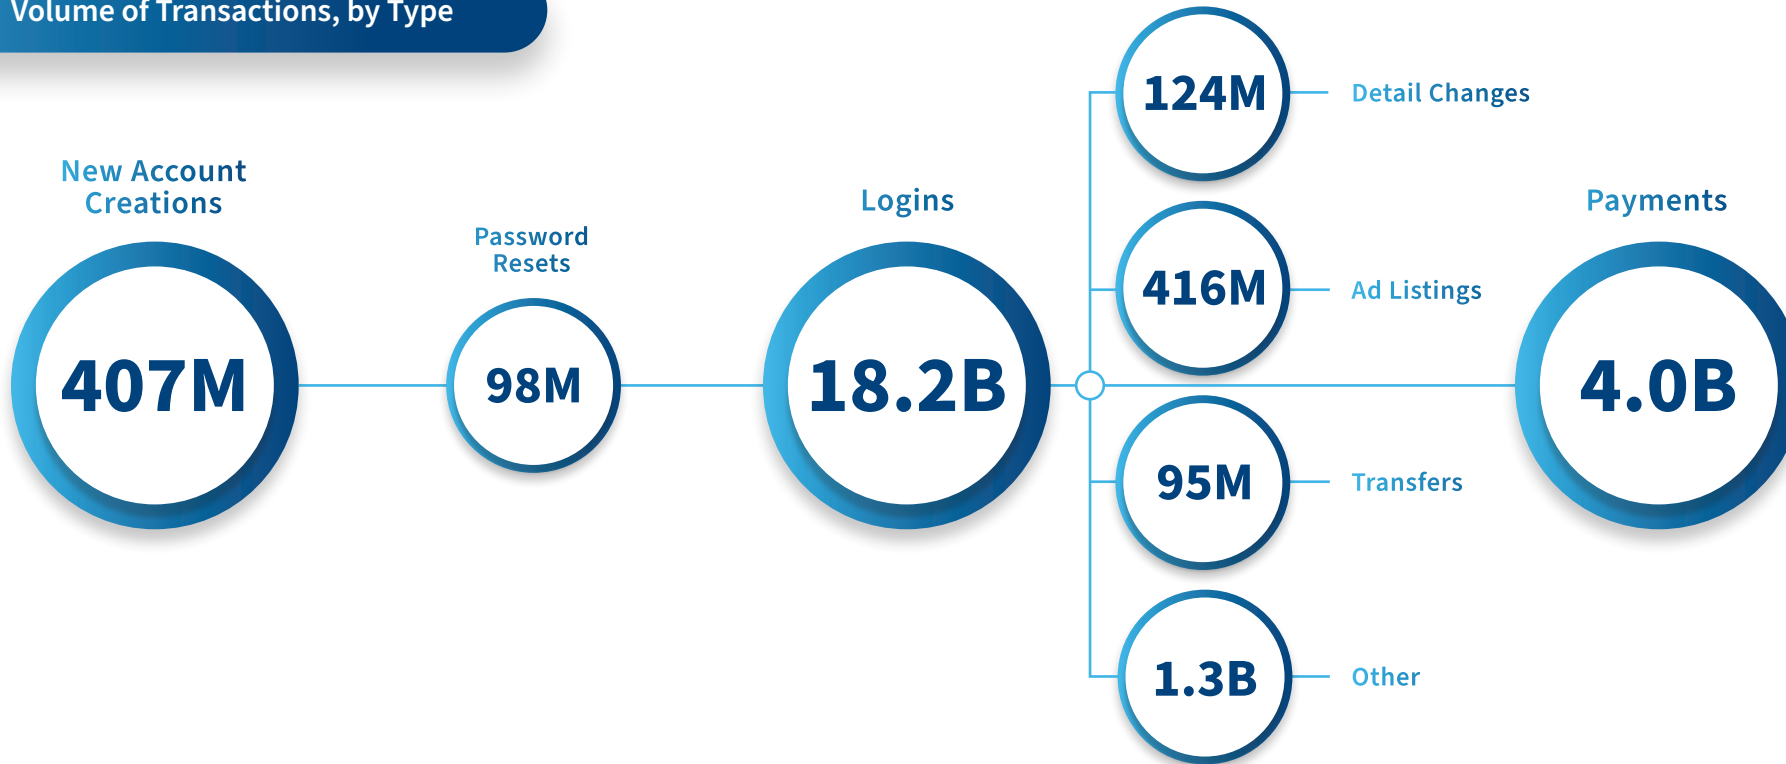 Volume of Transactions, by Type
New Account
Creations
407M
Password
Resets
98M
Logins
18.2B
124M
Detail Changes
416M
Ad Listings
95M
Transfers
1.3B
Other
Payments
4.0B